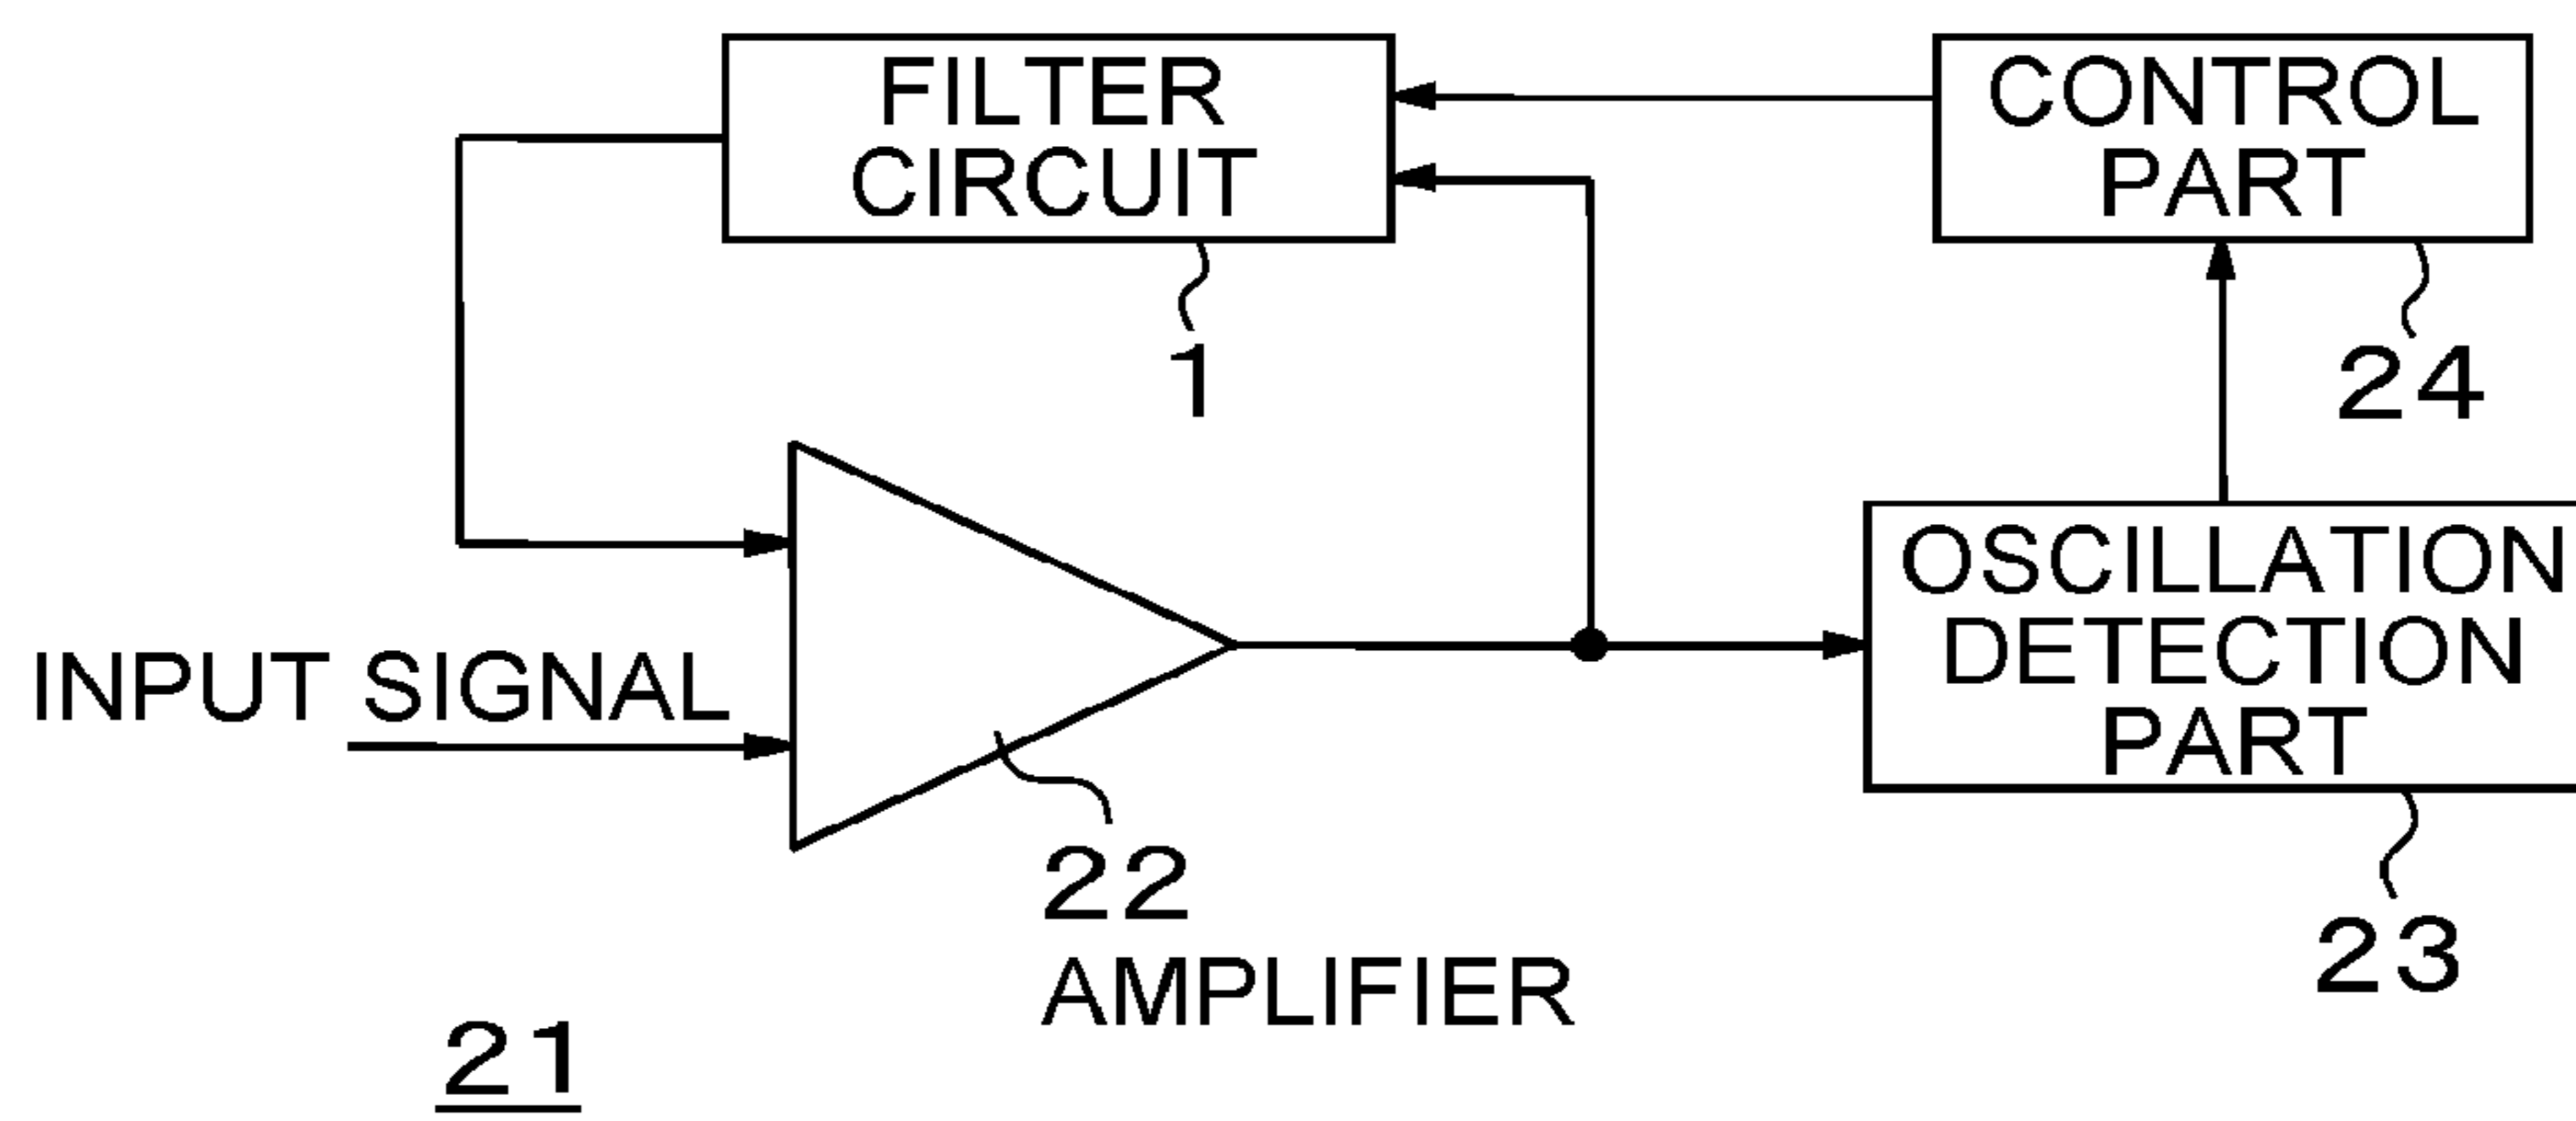 FILTER
CIRCUIT
CONTROL
PART
1
24
OSCILLATION
DETECTION
PART
INPUT SIGNAL
22
AMPLIFIER
23
21